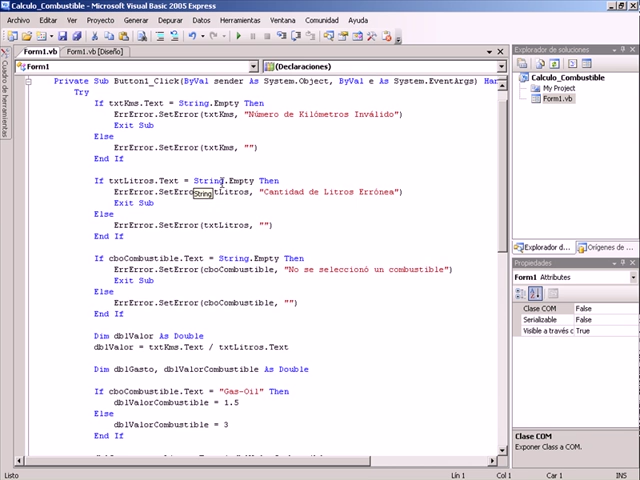 Calculo_Combustible - Microsoft Visual Basic 2005 Express
Archivo Editar Ver Proyecto Generar Depurar Datos Herramientas Ventana Comunidad Ayuda
Form1.vb Form1.vb [Diseño]
Form1 (Declaraciones)
Cuadro de herramientas
Private Sub Button1_Click(ByVal sender As System.Object, ByVal e As System.EventArgs) Han
Try
If txtKms.Text = String.Empty Then
ErrError.SetError(txtKms, "Número de Kilómetros Inválido")
Exit Sub
Else
ErrError.SetError(txtKms, "")
End If
If txtLitros.Text = String.Empty Then
ErrError.SetErro tLitros, "Cantidad de Litros Errónea")
String
Exit Sub
Else
ErrError.SetError(txtLitros, "")
End If
If cboCombustible.Text = String.Empty Then
ErrError.SetError(cboCombustible, "No se seleccionó un combustible")
Exit Sub
Else
ErrError.SetError(cboCombustible, "")
End If
Dim dblValor As Double
dblValor = txtKms.Text / txtLitros.Text
Dim dblGasto, dblValorCombustible As Double
If cboCombustible.Text = "Gas-Oil" Then
dblValorCombustible = 1.5
Else
dblValorCombustible = 3
End If
Explorador de soluciones
Calculo_Combustible
My Project
Form1.vb
Explorador d... Orígenes de ...
Propiedades
Form1 Attributes
Clase COM False
Serializable False
Visible a través c True
Clase COM
Exponer Class a COM.
Listo Lín 1 Col 1 Car 1 INS